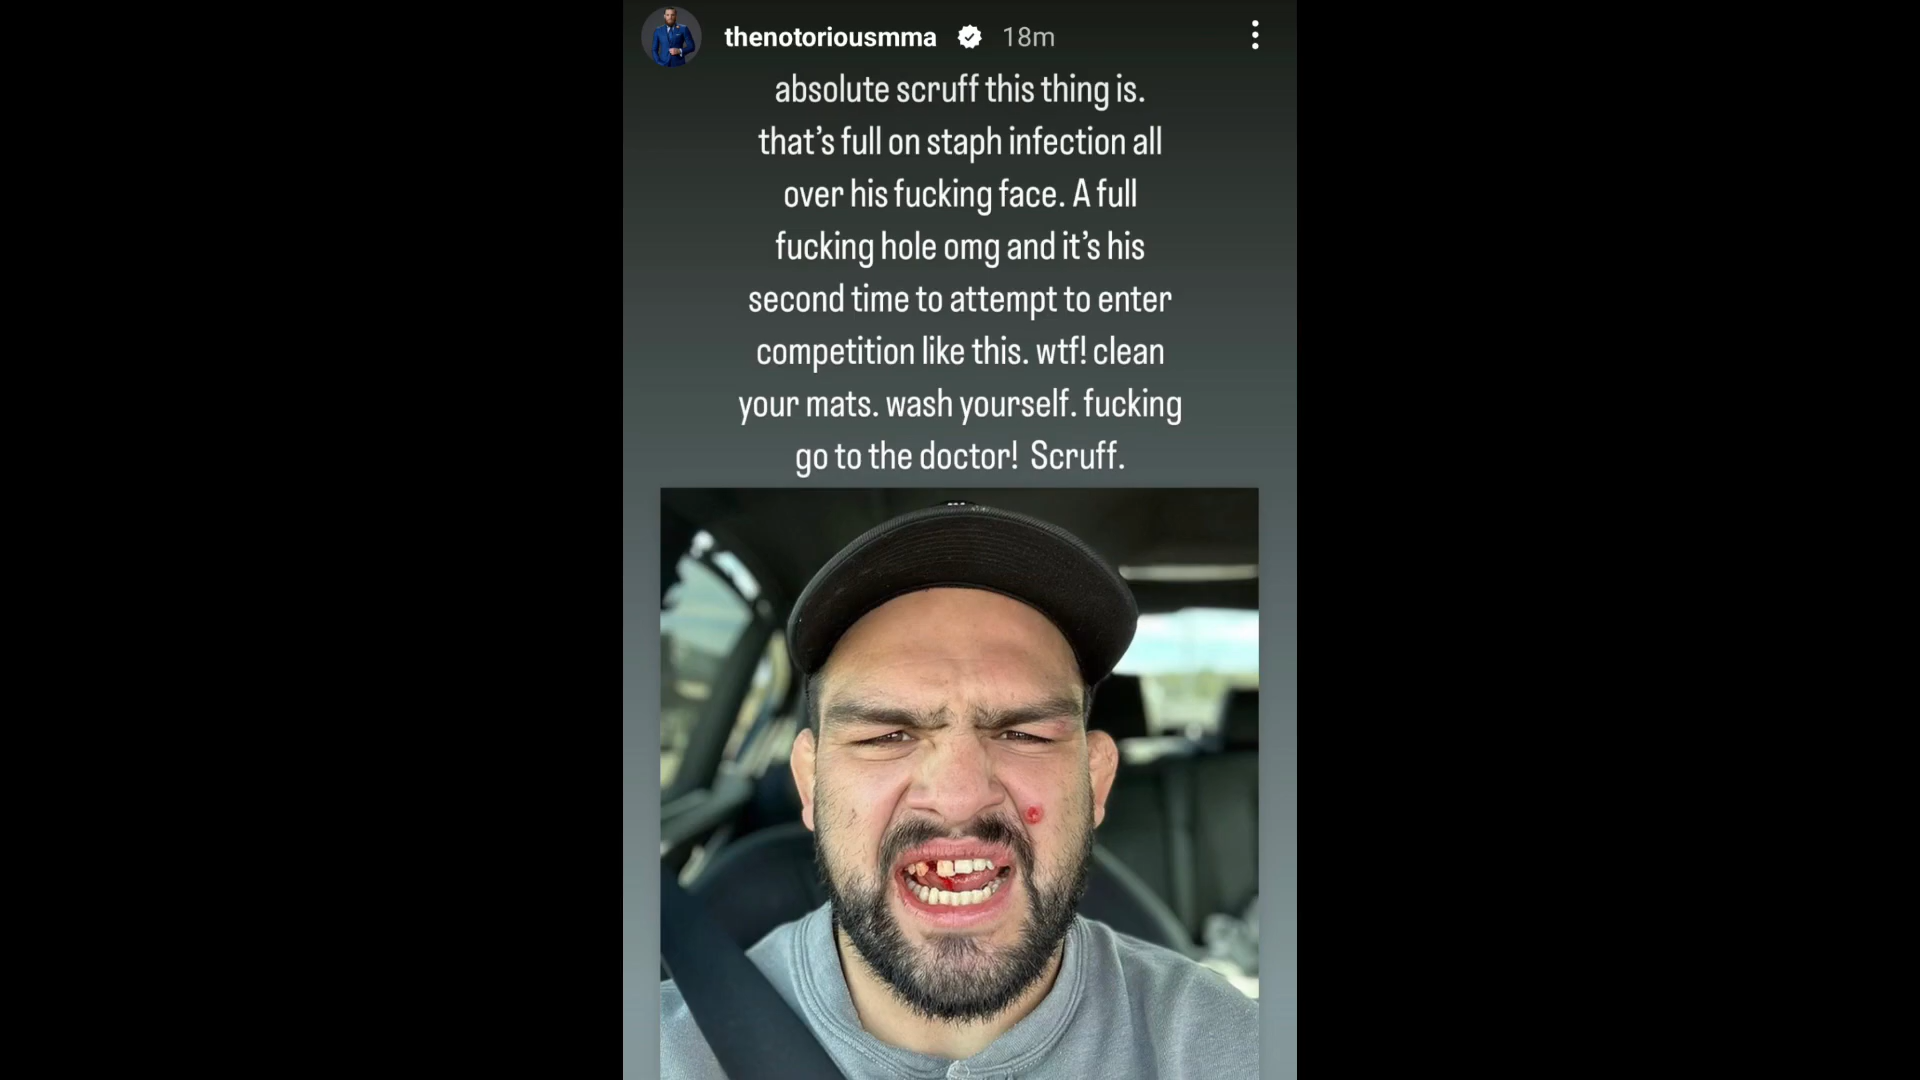 thenotoriousmma 18m
absolute scruff this thing is.
that’s full on staph infection all
over his fucking face. A full
fucking hole omg and it’s his
second time to attempt to enter
competition like this. wtf! clean
your mats. wash yourself. fucking
go to the doctor!  Scruff.